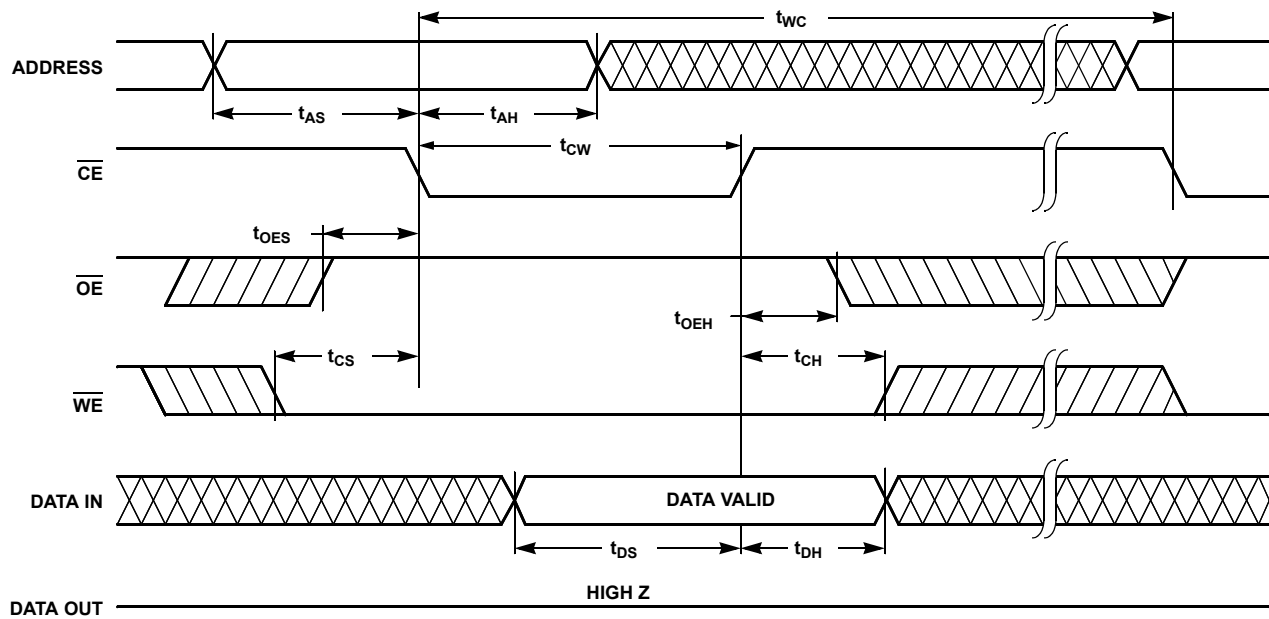 tWC
ADDRESS
tAS
tAH
tCW
CE
tOES
OE
tOEH
tCS
tCH
WE
DATA IN
DATA VALID
tDS
tDH
HIGH Z
DATA OUT